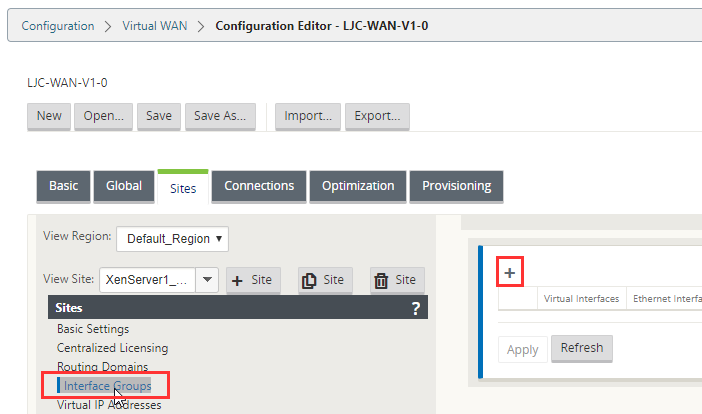 Configuration > Virtual WAN > Configuration Editor - LJC-WAN-V1-0
LJC-WAN-V1-0
New Open... Save Save As... Import... Export...
Basic Global Sites Connections Optimization Provisioning
View Region: Default_Region
View Site: XenServer1_... + Site Site Site
+
Sites ?
Virtual Interfaces Ethernet Interfa
Basic Settings
Centralized Licensing
Apply Refresh
Routing Domains
Interface Groups
Virtual IP Addresses